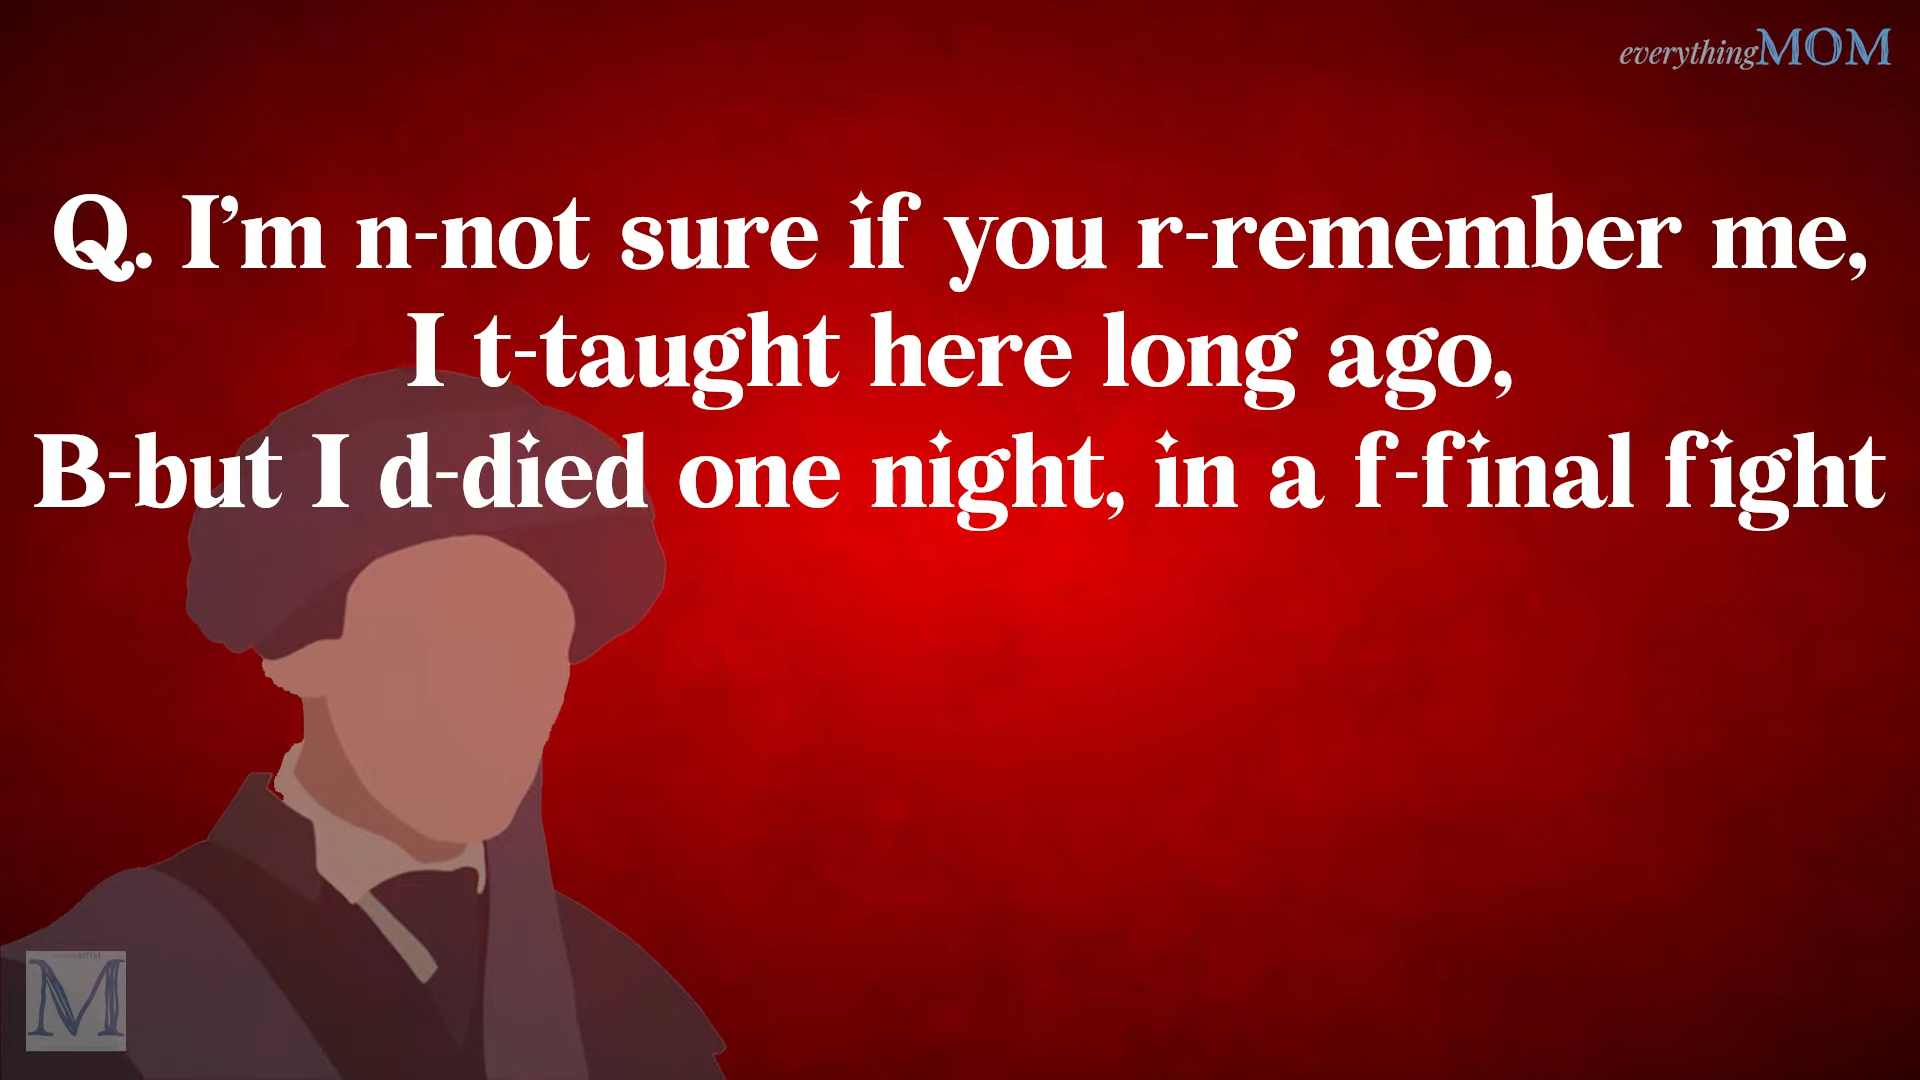 everythingMOM
Q. I’m n-not sure if you r-remember me,
I t-taught here long ago,
B-but I d-died one night, in a f-final fight
M